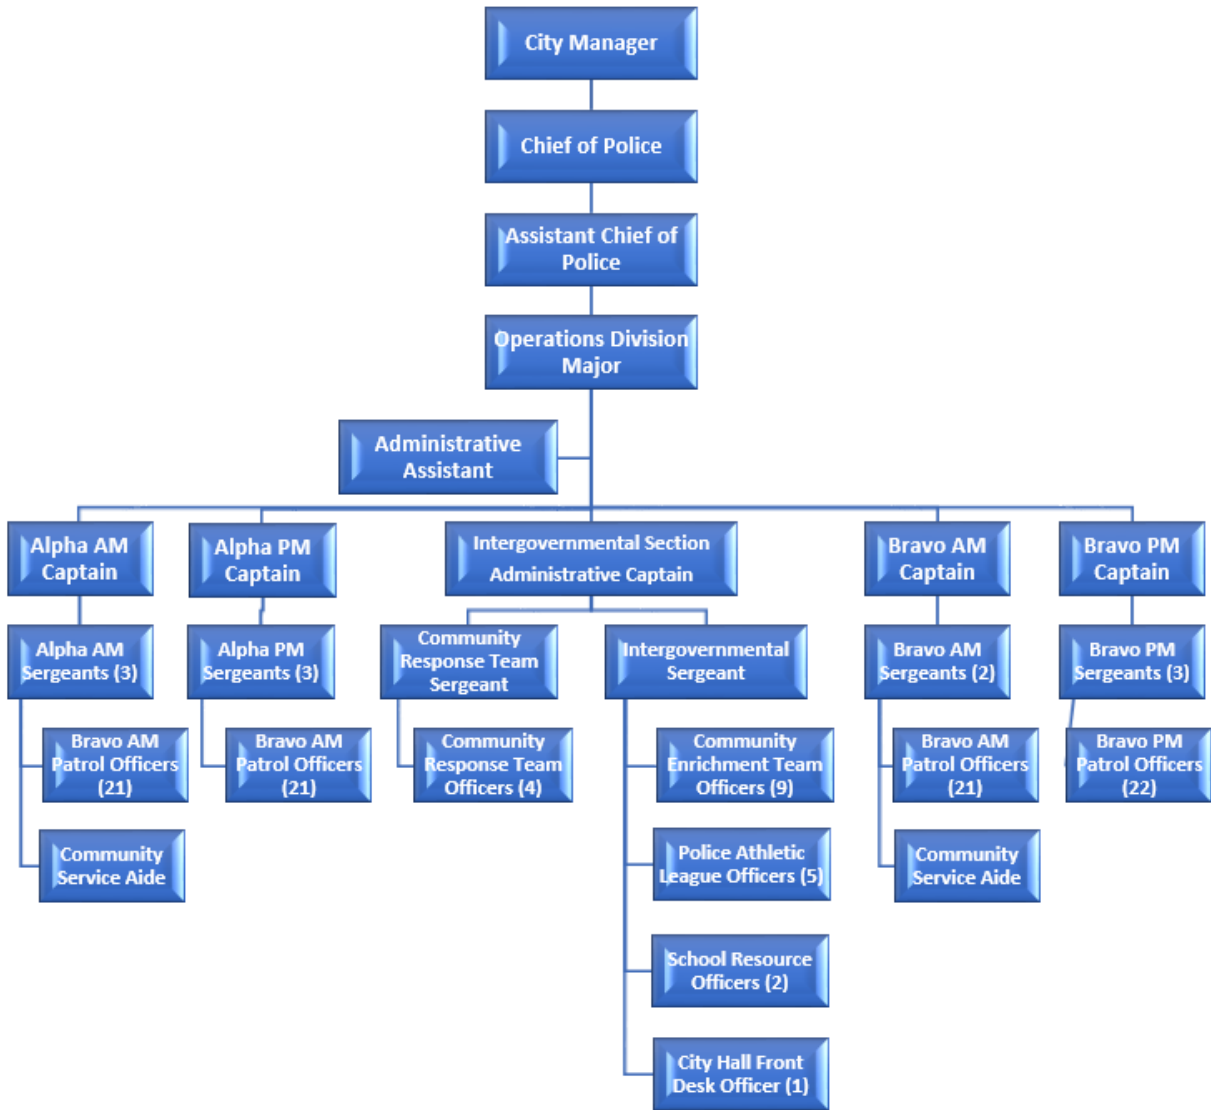 City Manager
Chief of Police
Assistant Chief of
Police
Operations Division
Major
Administrative
Assistant
Alpha AM
Captain
Alpha PM
Captain
Intergovernmental Section
Administrative Captain
Bravo AM
Captain
Bravo PM
Captain
Alpha AM
Sergeants (3)
Alpha PM
Sergeants (3)
Community
Response Team
Sergeant
Intergovernmental
Sergeant
Bravo AM
Sergeants (2)
Bravo PM
Sergeants (3)
Bravo AM
Patrol Officers
(21)
Bravo AM
Patrol Officers
(21)
Community
Response Team
Officers (4)
Community
Enrichment Team
Officers (9)
Bravo AM
Patrol Officers
(21)
Bravo PM
Patrol Officers
(22)
Community
Service Aide
Police Athletic
League Officers (5)
Community
Service Aide
School Resource
Officers (2)
City Hall Front
Desk Officer (1)